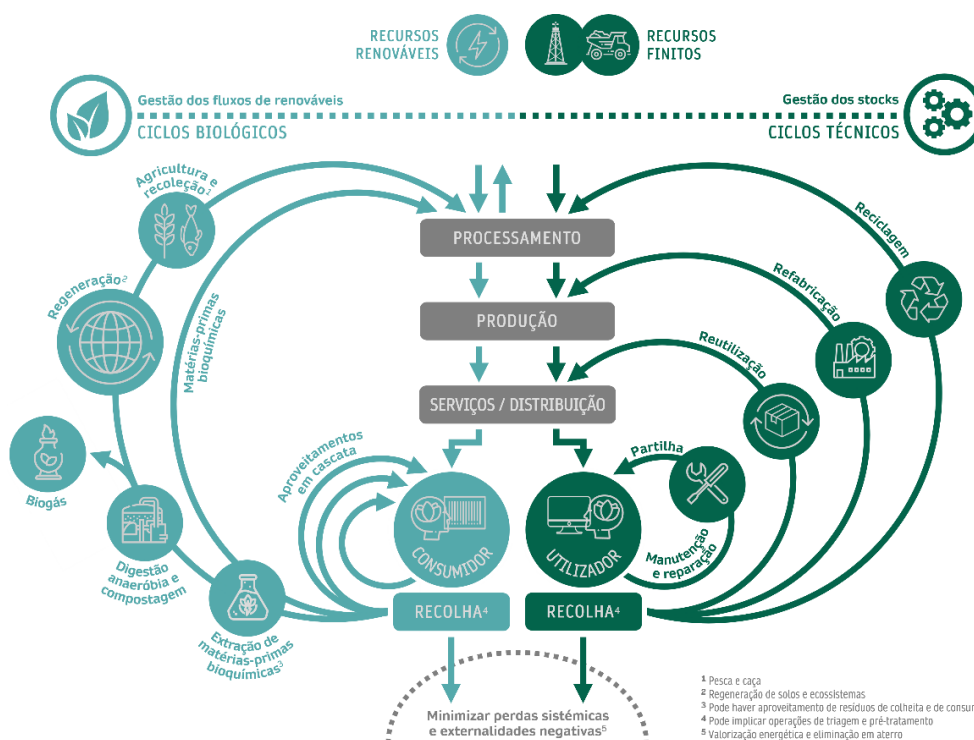 RECURSOS
RENOVÁVEIS
RECURSOS
FINITOS
Gestão dos fluxos de renováveis
CICLOS BIOLÓGICOS
Gestão dos stocks
CICLOS TÉCNICOS
Agricultura e
recoleção¹
Regeneração²
Matérias-primas
bioquímicas
Biogás
Digestão
anaeróbia e
compostagem
Extração de
matérias-primas
bioquímicas³
Aproveitamentos
em cascata
PROCESSAMENTO
PRODUÇÃO
SERVIÇOS / DISTRIBUIÇÃO
CONSUMIDOR
UTILIZADOR
RECOLHA⁴
RECOLHA⁴
Partilha
Manutenção
e reparação
Reutilização
Refabricação
Reciclagem
Minimizar perdas sistémicas
e externalidades negativas⁵
¹ Pesca e caça
² Regeneração de solos e ecossistemas
³ Pode haver aproveitamento de resíduos de colheita e de consu
⁴ Pode implicar operações de triagem e pré-tratamento
⁵ Valorização energética e eliminação em aterro